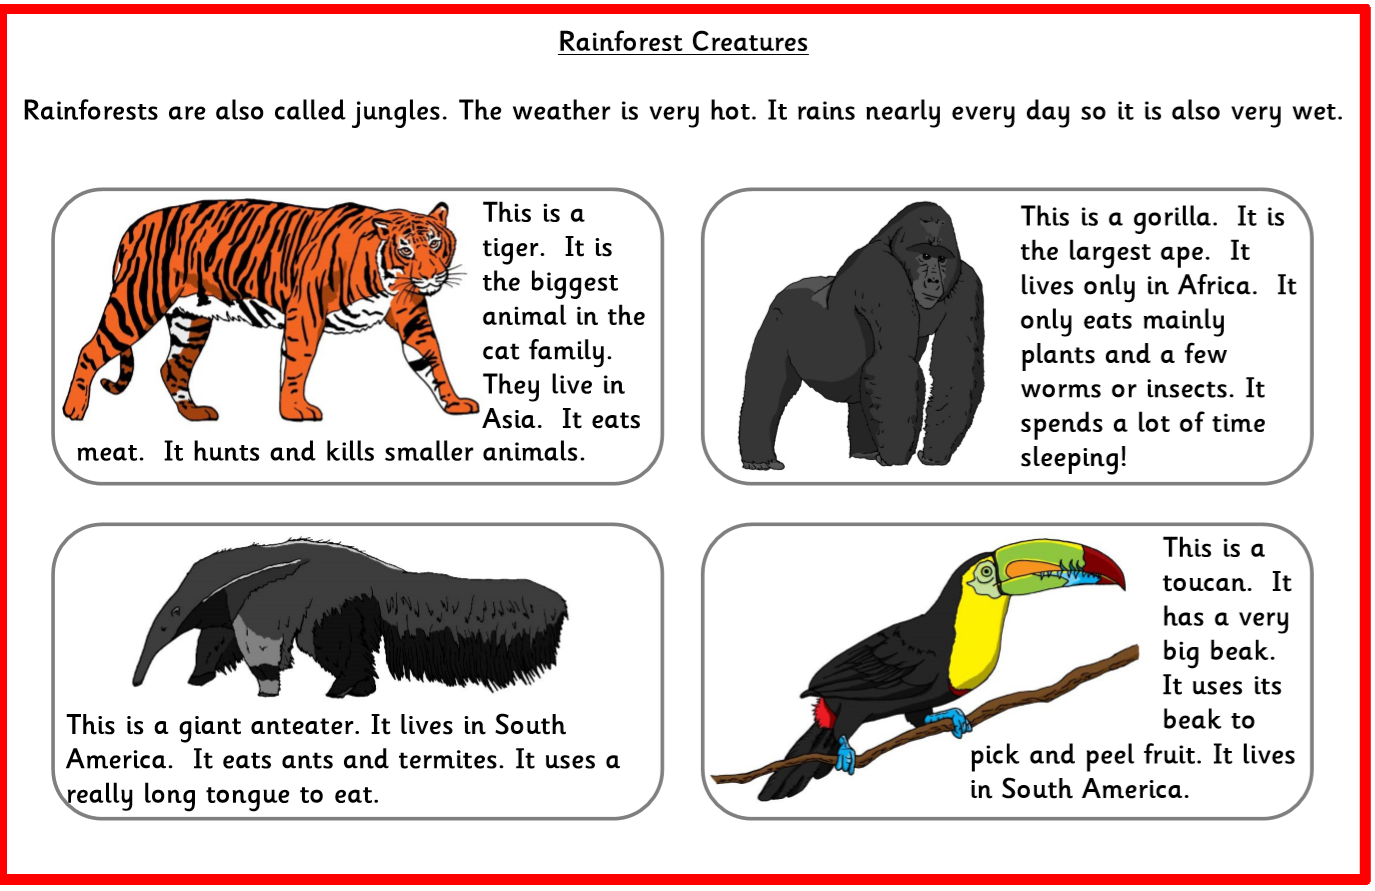 Rainforest Creatures
Rainforests are also called jungles. The weather is very hot. It rains nearly every day so it is also very wet.
This is a
tiger. It is
the biggest
animal in the
cat family.
They live in
Asia. It eats
meat. It hunts and kills smaller animals.
This is a gorilla. It is
the largest ape. It
lives only in Africa. It
only eats mainly
plants and a few
worms or insects. It
spends a lot of time
sleeping!
This is a giant anteater. It lives in South
America. It eats ants and termites. It uses a
really long tongue to eat.
This is a
toucan. It
has a very
big beak.
It uses its
beak to
pick and peel fruit. It lives
in South America.